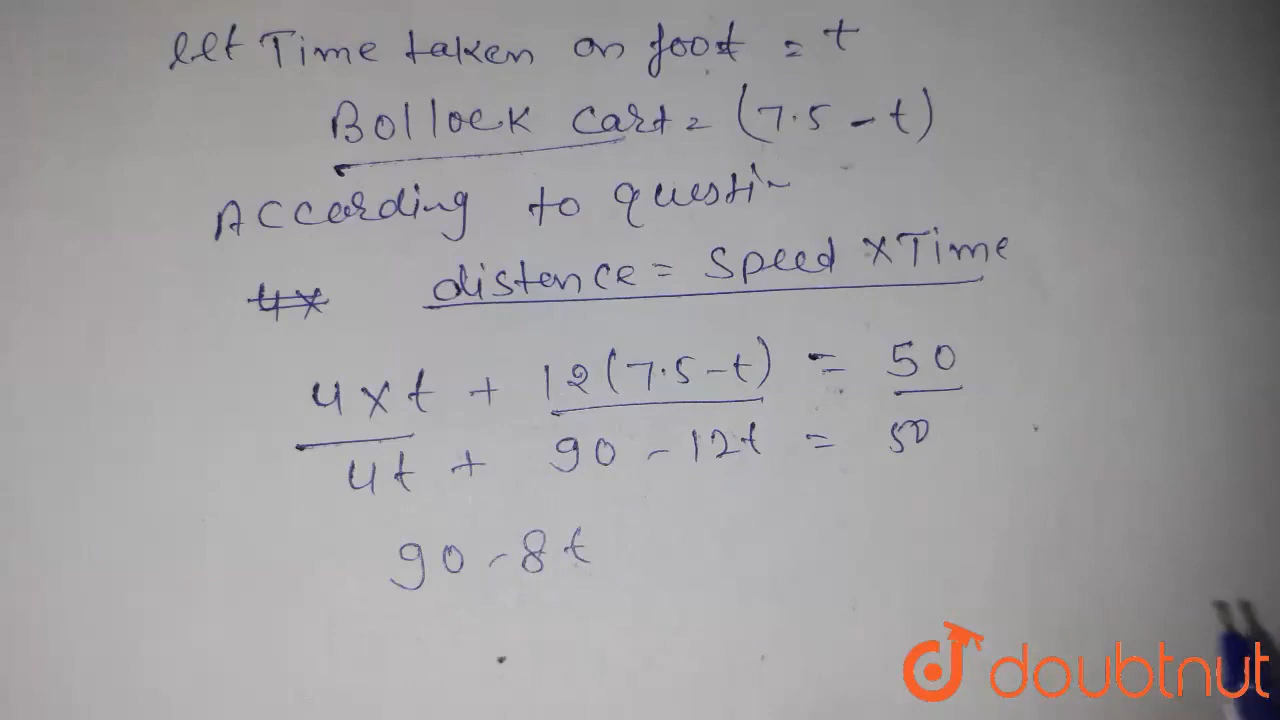 let Time taken on foot = t
Bollock Cart = (7.5 - t)
According to questi~
4x distance = Speed x Time
4 x t + 12(7.5 - t) = 50
4t + 90 - 12t = 50
90 - 8t
doubtnut